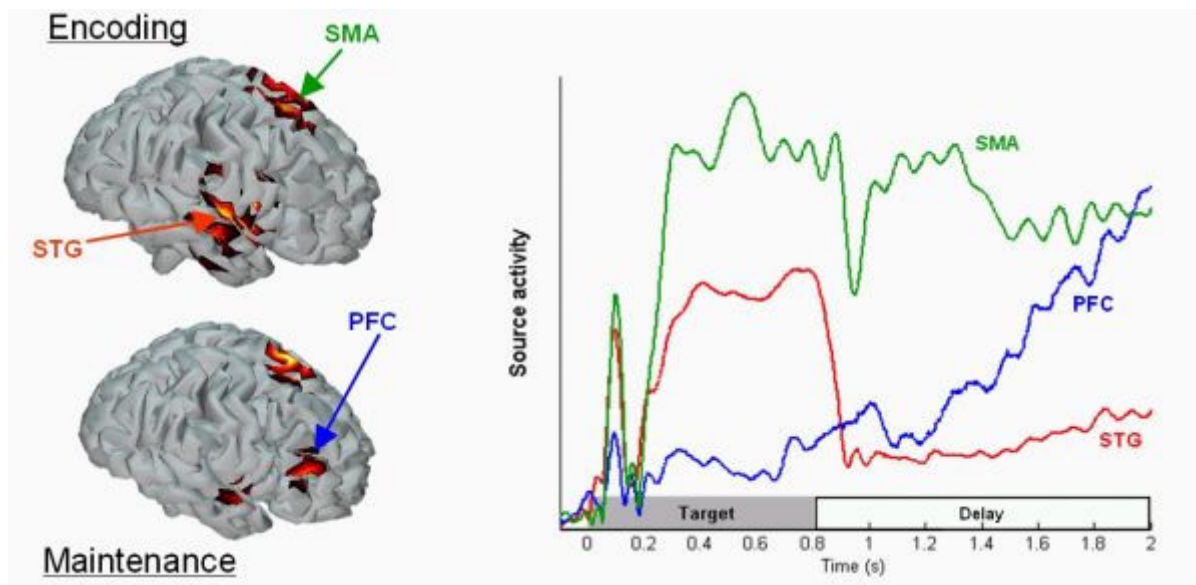 Encoding
SMA
STG
PFC
Maintenance
Source activity
SMA
PFC
STG
Target
Delay
0 0.2 0.4 0.6 0.8 1 1.2 1.4 1.6 1.8 2
Time (s)